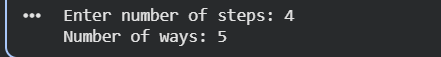 Enter number of steps: 4
Number of ways: 5